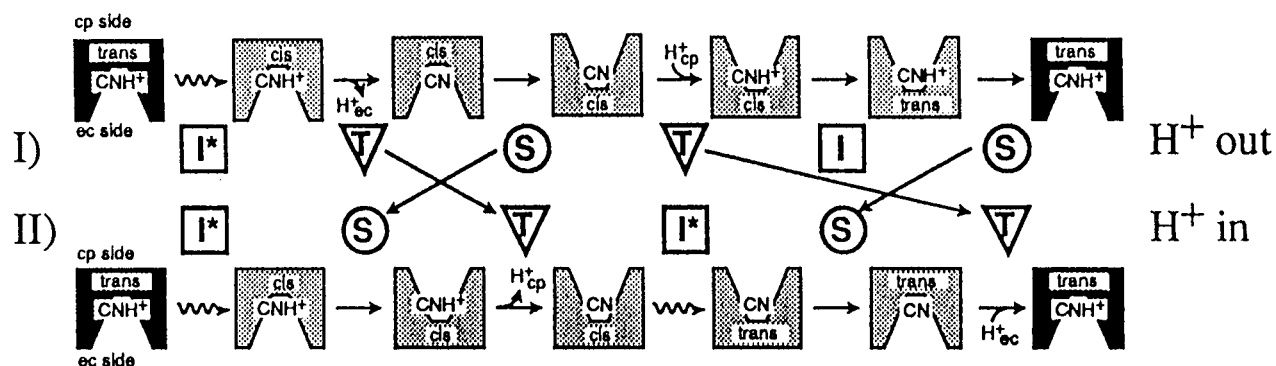 cp side
trans cis cis CN H⁺cp CNH⁺ CNH⁺ trans
CNH⁺ CNH⁺ H⁺ec CN cis cis trans CNH⁺
ec side
I) I* T S T I S H⁺ out
II) I* S T I* S T H⁺ in
cp side
trans cis CNH⁺ H⁺cp CN CN trans trans
CNH⁺ CNH⁺ cis cis trans CN H⁺ec CNH⁺
ec side